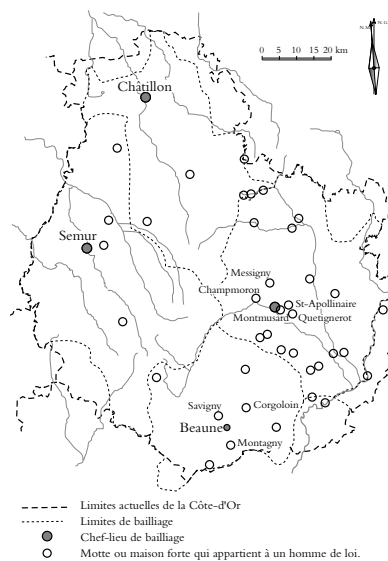 N.M. N.G.
Châtillon
0 5 10 15 20 km
Semur
Messigny
Champmoron
St-Apollinaire
Montmusard Quetignerot
Savigny Corgoloin
Beaune
Montagny
Limites actuelles de la Côte-d'Or
Limites de bailliage
Chef-lieu de bailliage
Motte ou maison forte qui appartient à un homme de loi.